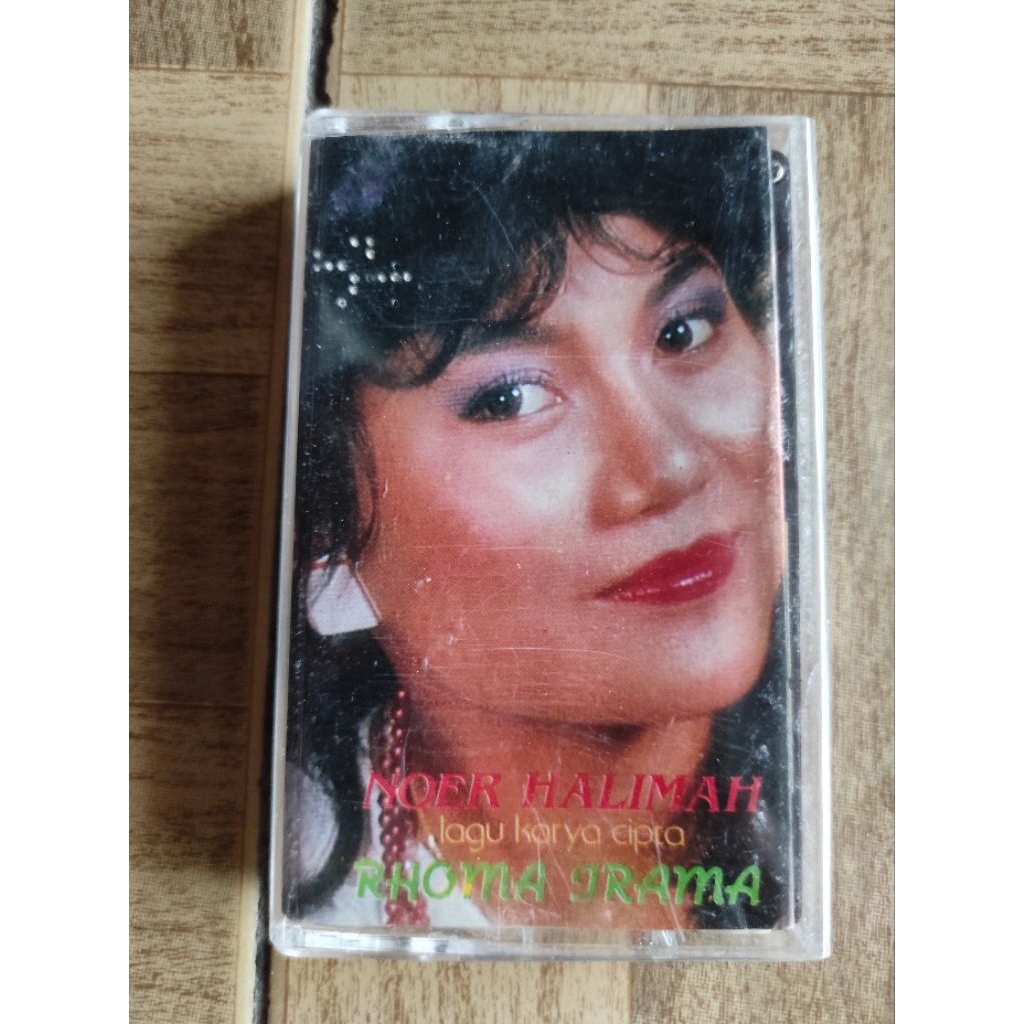 NOER HALIMAH
lagu karya cipta
RHOMA IRAMA